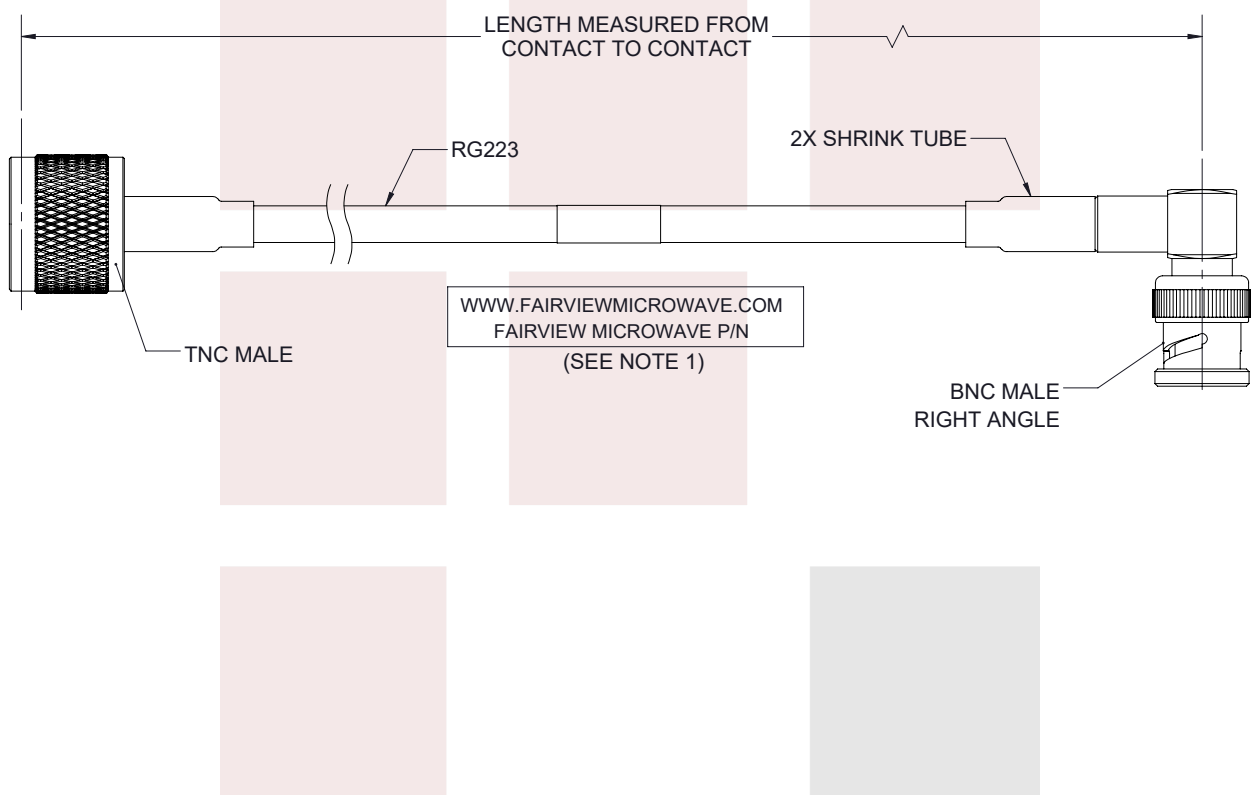 LENGTH MEASURED FROM
CONTACT TO CONTACT
RG223
2X SHRINK TUBE
WWW.FAIRVIEWMICROWAVE.COM
FAIRVIEW MICROWAVE P/N
(SEE NOTE 1)
TNC MALE
BNC MALE
RIGHT ANGLE